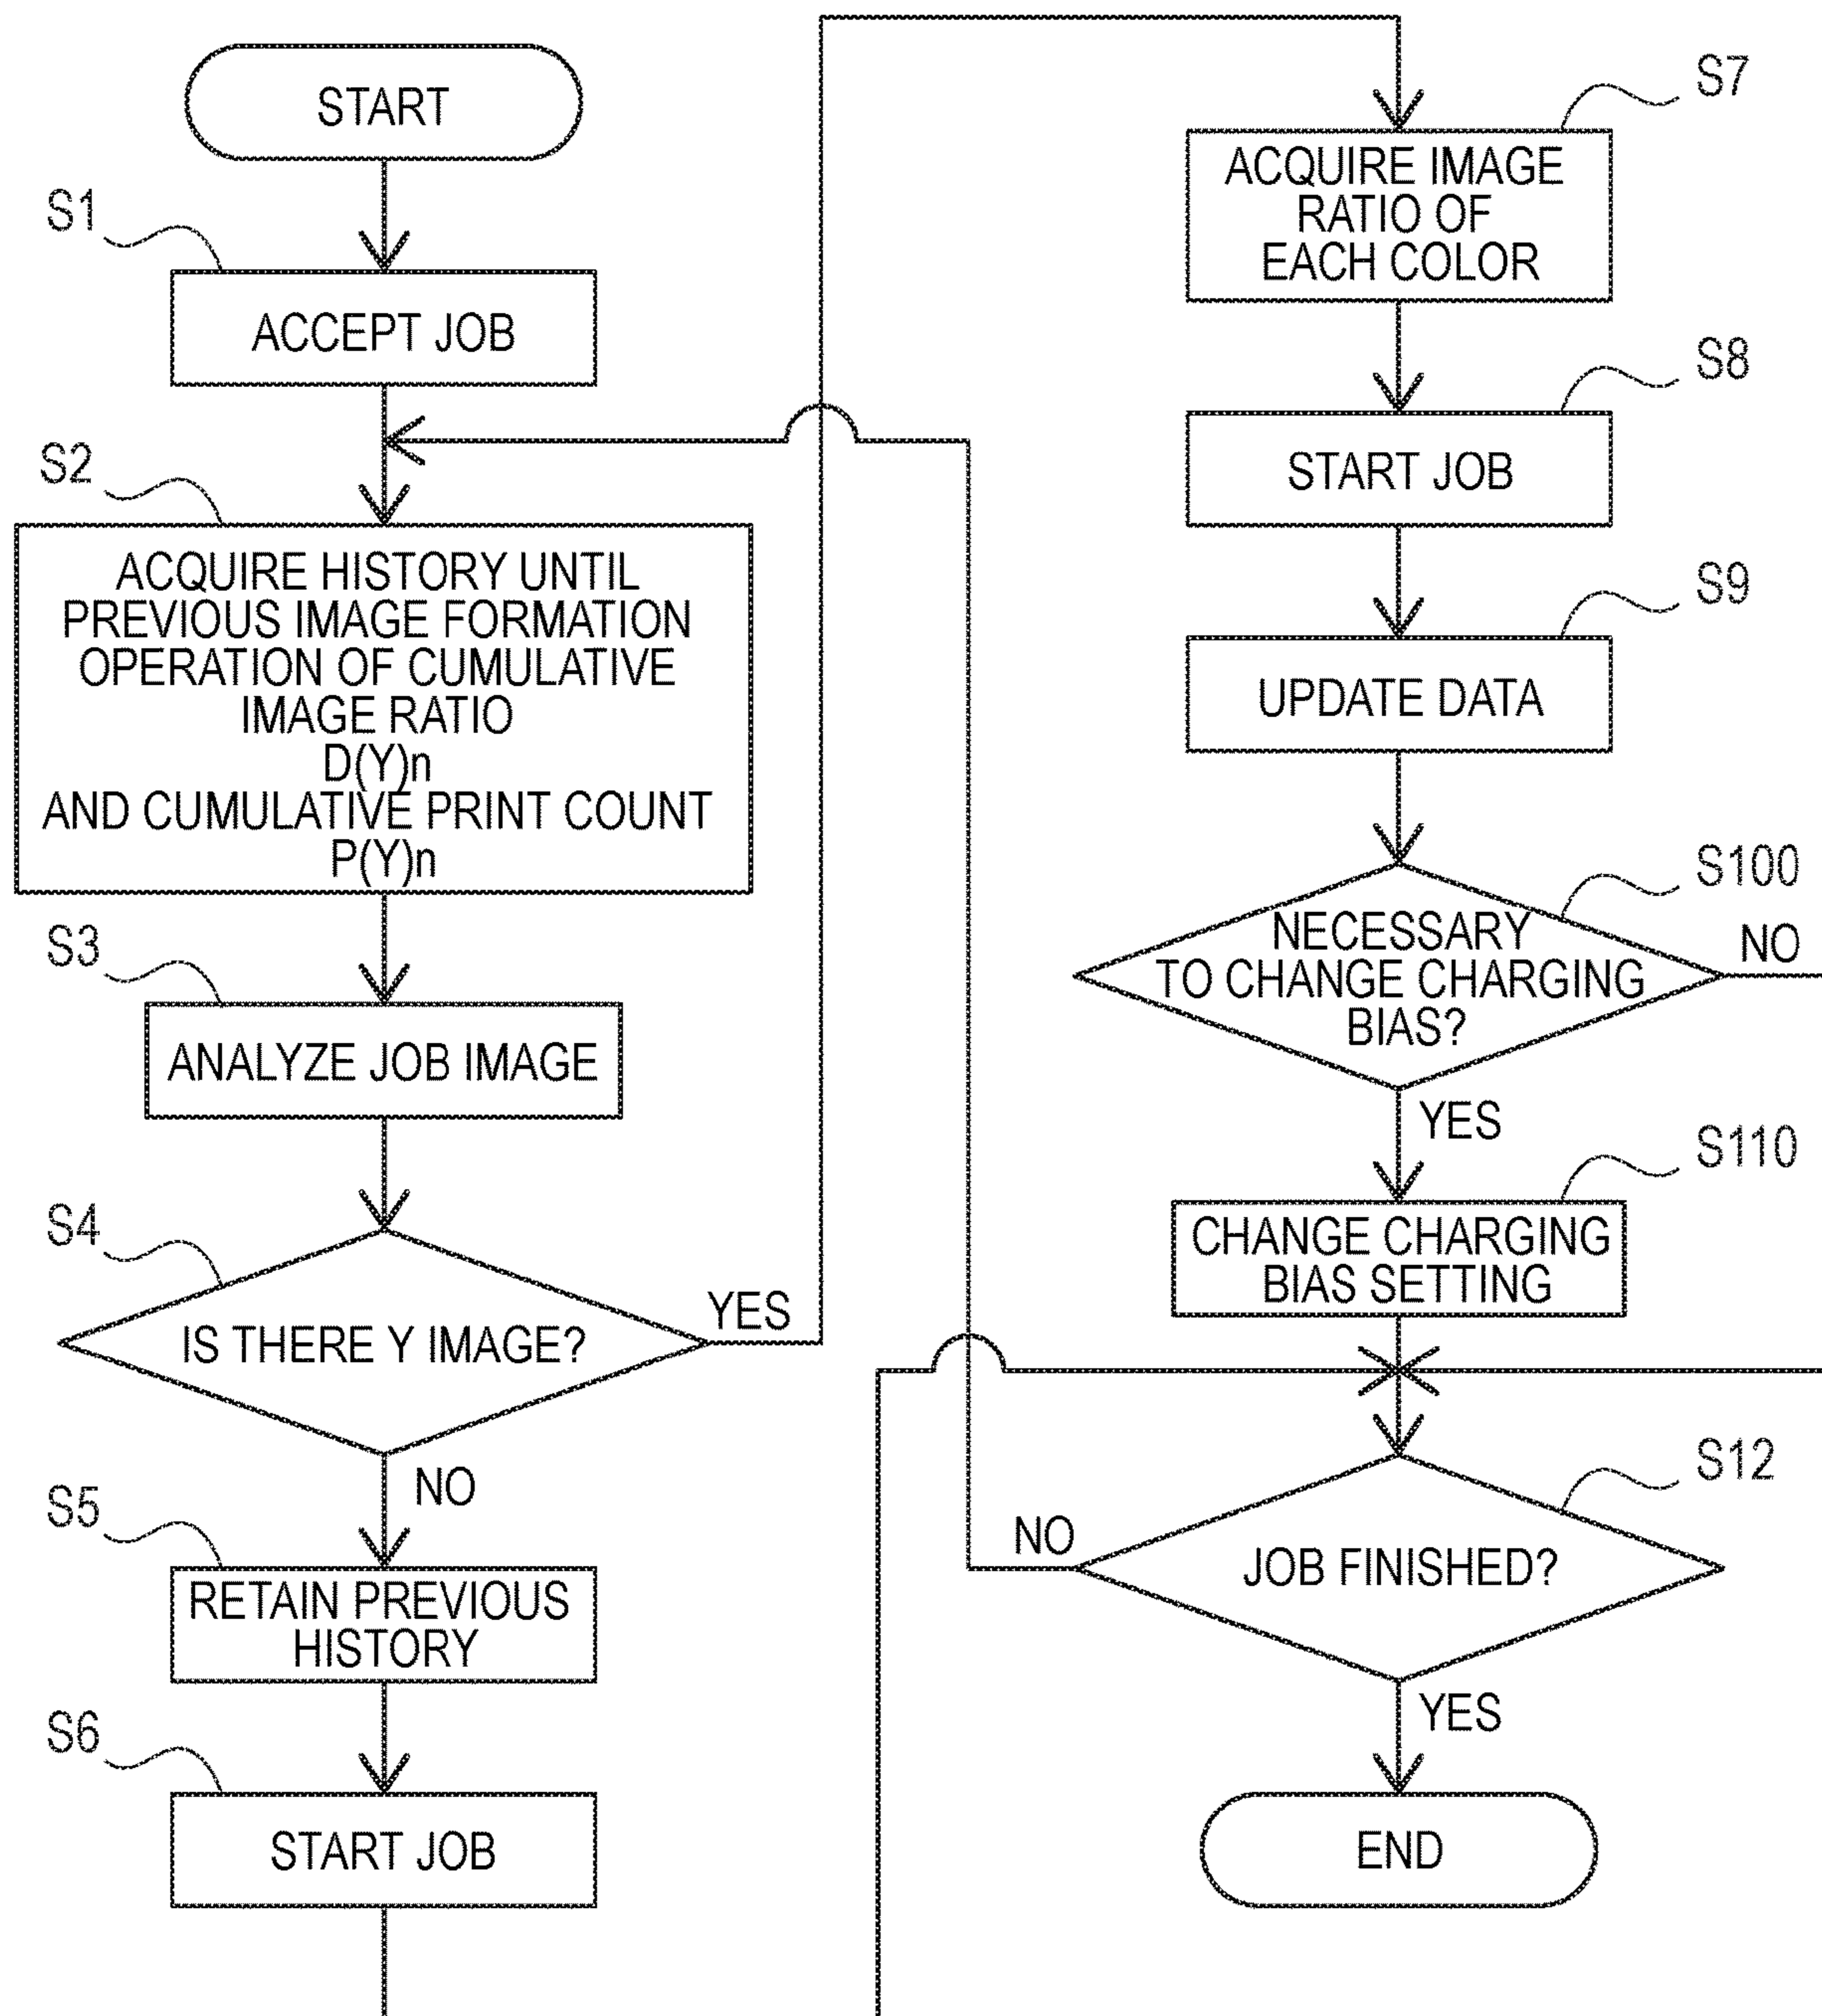 START
S1
ACCEPT JOB
S2
ACQUIRE HISTORY UNTIL
PREVIOUS IMAGE FORMATION
OPERATION OF CUMULATIVE
IMAGE RATIO
D(Y)n
AND CUMULATIVE PRINT COUNT
P(Y)n
S3
ANALYZE JOB IMAGE
S4
IS THERE Y IMAGE?
YES
NO
S5
RETAIN PREVIOUS
HISTORY
S6
START JOB
S7
ACQUIRE IMAGE
RATIO OF
EACH COLOR
S8
START JOB
S9
UPDATE DATA
S100
NECESSARY
TO CHANGE CHARGING
BIAS?
NO
YES
S110
CHANGE CHARGING
BIAS SETTING
S12
JOB FINISHED?
NO
YES
END